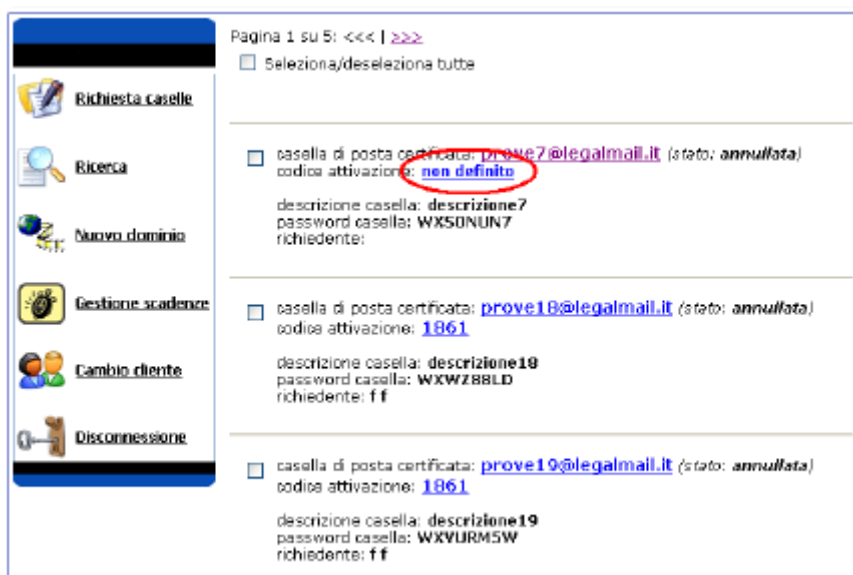 Pagina 1 su 5: <<< | >>>
Seleziona/deseleziona tutte
Richiesta caselle
Ricerca
Nuovo dominio
Gestione scadenze
Cambio cliente
Disconnessione
casella di posta certificata: prove7@legalmail.it (stato: annullata)
codice attivazione: non definito
descrizione casella: descrizione7
password casella: WXS0NUN7
richiedente:
casella di posta certificata: prove18@legalmail.it (stato: annullata)
codice attivazione: 1861
descrizione casella: descrizione18
password casella: WXWZ88LD
richiedente: f f
casella di posta certificata: prove19@legalmail.it (stato: annullata)
codice attivazione: 1861
descrizione casella: descrizione19
password casella: WXVURM5W
richiedente: f f